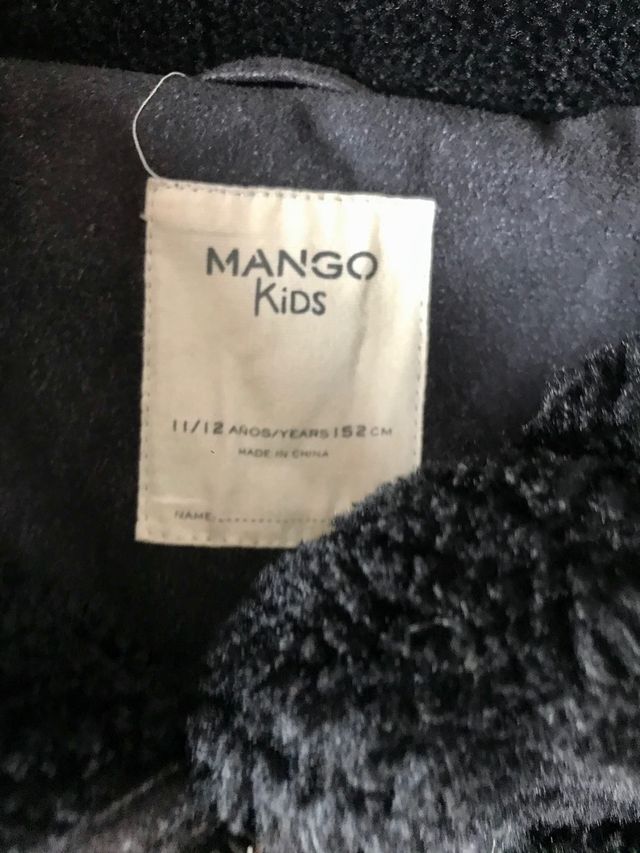 MANGO
KiDS
11/12 AÑOS/YEARS 152 CM
MADE IN CHINA
NAME: